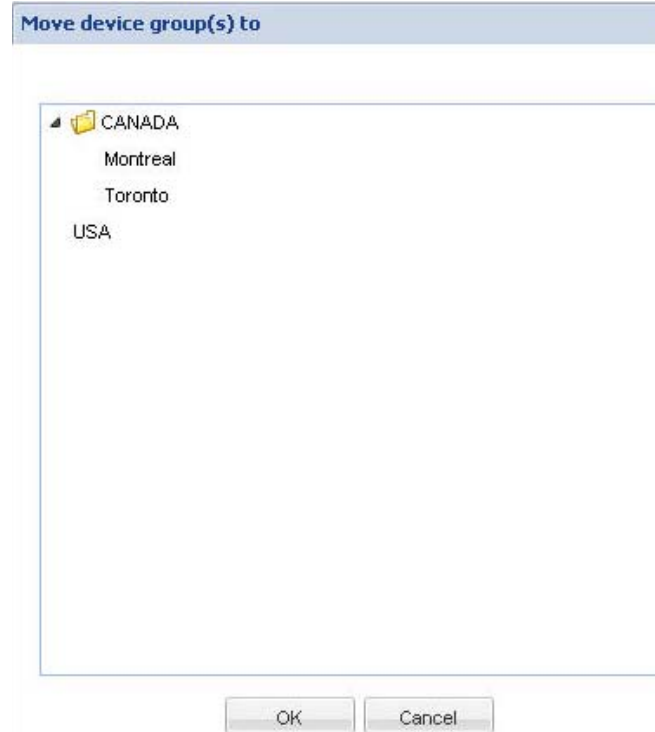 Move device group(s) to
CANADA
Montreal
Toronto
USA
OK
Cancel